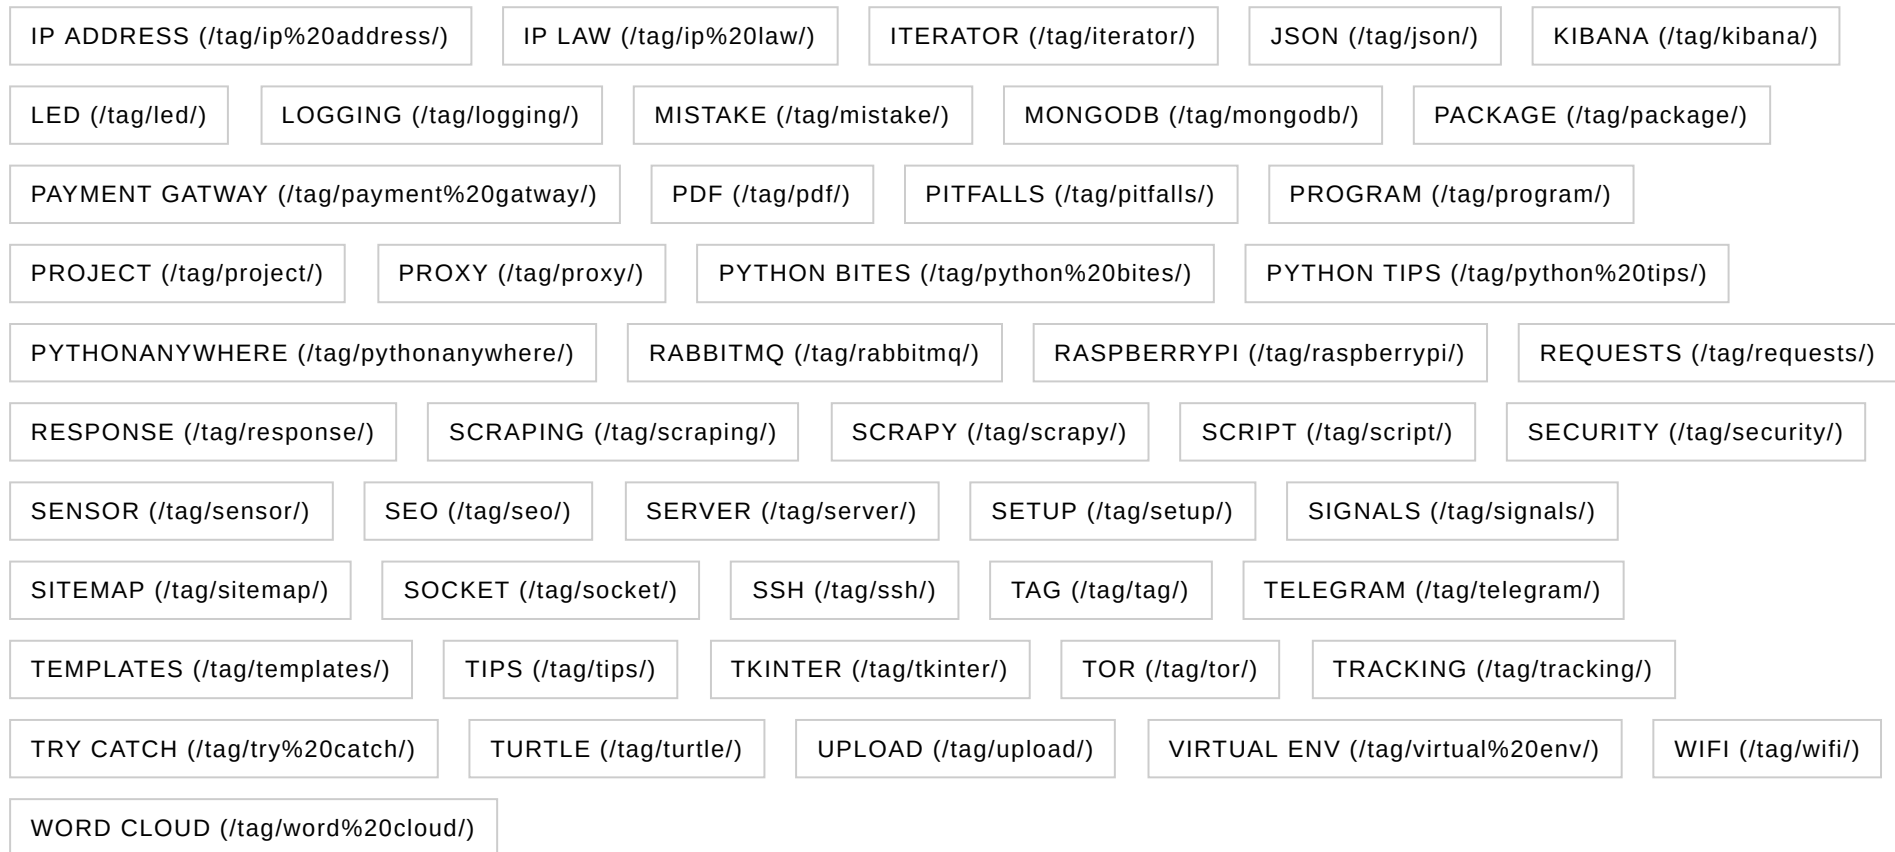 IP ADDRESS (/tag/ip%20address/) IP LAW (/tag/ip%20law/) ITERATOR (/tag/iterator/) JSON (/tag/json/) KIBANA (/tag/kibana/)
LED (/tag/led/) LOGGING (/tag/logging/) MISTAKE (/tag/mistake/) MONGODB (/tag/mongodb/) PACKAGE (/tag/package/)
PAYMENT GATWAY (/tag/payment%20gatway/) PDF (/tag/pdf/) PITFALLS (/tag/pitfalls/) PROGRAM (/tag/program/)
PROJECT (/tag/project/) PROXY (/tag/proxy/) PYTHON BITES (/tag/python%20bites/) PYTHON TIPS (/tag/python%20tips/)
PYTHONANYWHERE (/tag/pythonanywhere/) RABBITMQ (/tag/rabbitmq/) RASPBERRYPI (/tag/raspberrypi/) REQUESTS (/tag/requests/)
RESPONSE (/tag/response/) SCRAPING (/tag/scraping/) SCRAPY (/tag/scrapy/) SCRIPT (/tag/script/) SECURITY (/tag/security/)
SENSOR (/tag/sensor/) SEO (/tag/seo/) SERVER (/tag/server/) SETUP (/tag/setup/) SIGNALS (/tag/signals/)
SITEMAP (/tag/sitemap/) SOCKET (/tag/socket/) SSH (/tag/ssh/) TAG (/tag/tag/) TELEGRAM (/tag/telegram/)
TEMPLATES (/tag/templates/) TIPS (/tag/tips/) TKINTER (/tag/tkinter/) TOR (/tag/tor/) TRACKING (/tag/tracking/)
TRY CATCH (/tag/try%20catch/) TURTLE (/tag/turtle/) UPLOAD (/tag/upload/) VIRTUAL ENV (/tag/virtual%20env/) WIFI (/tag/wifi/)
WORD CLOUD (/tag/word%20cloud/)